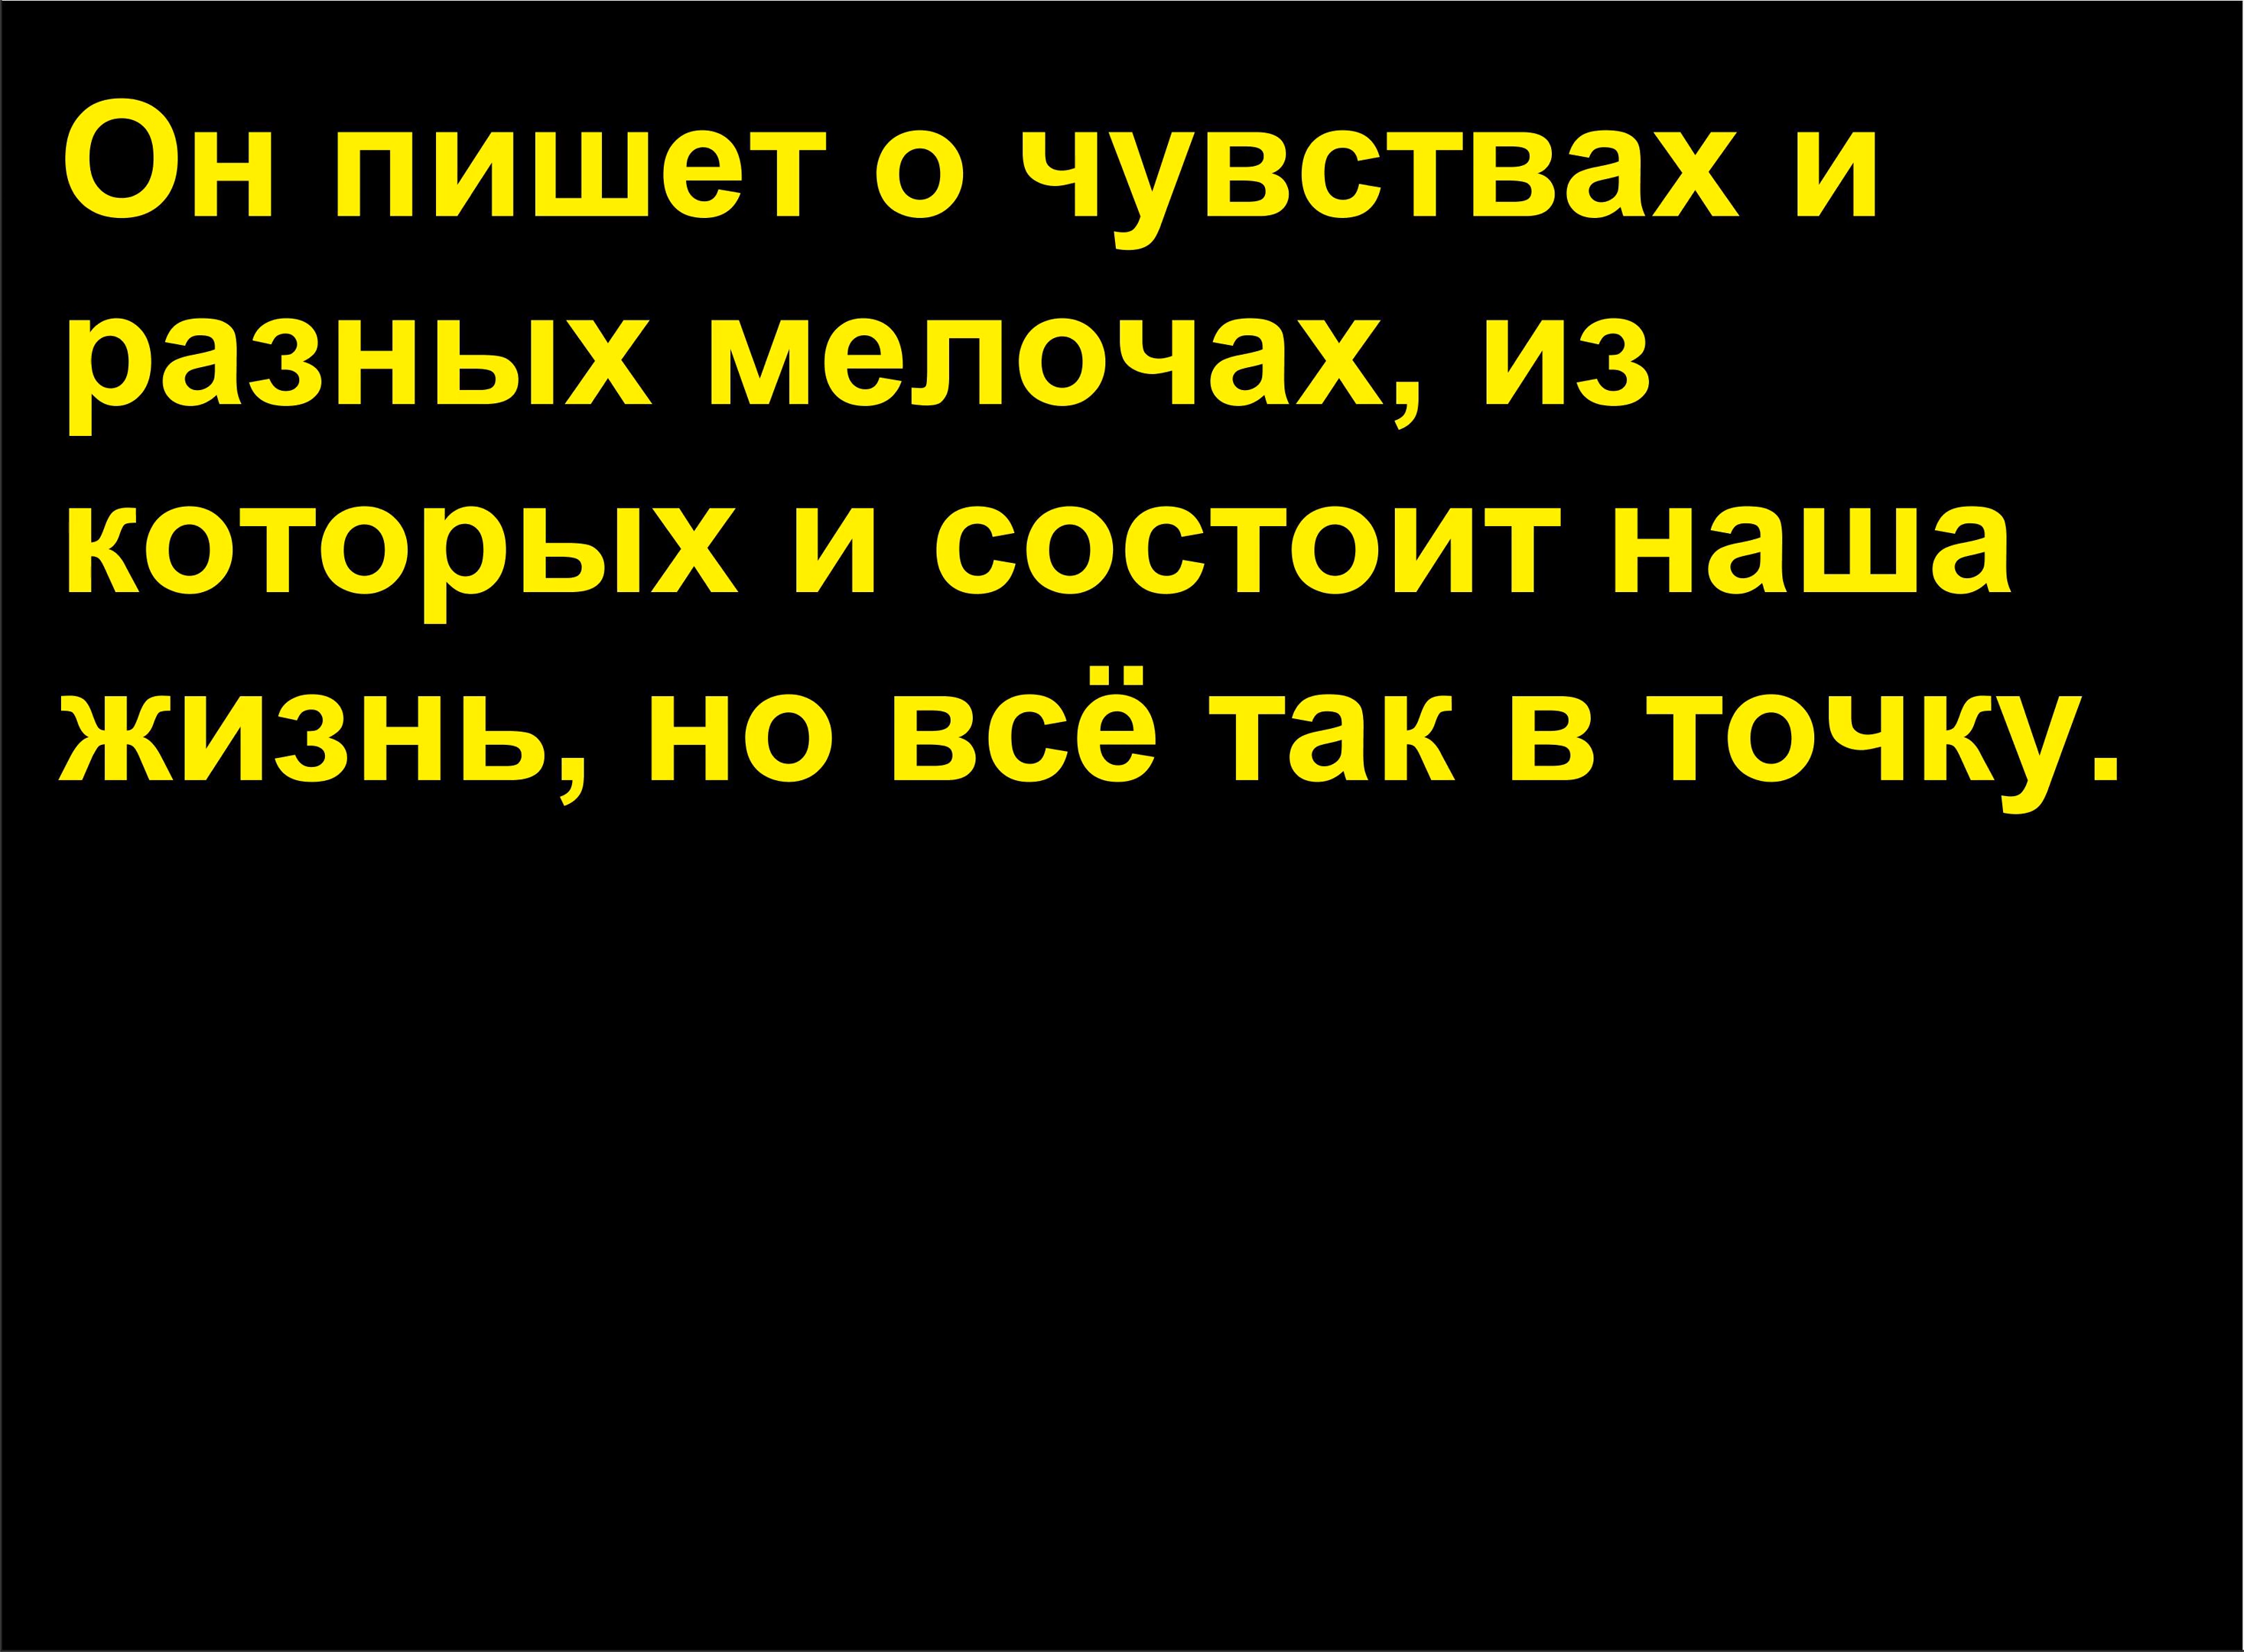 Он пишет о чувствах и
разных мелочах, из
которых и состоит наша
жизнь, но всё так в точку.